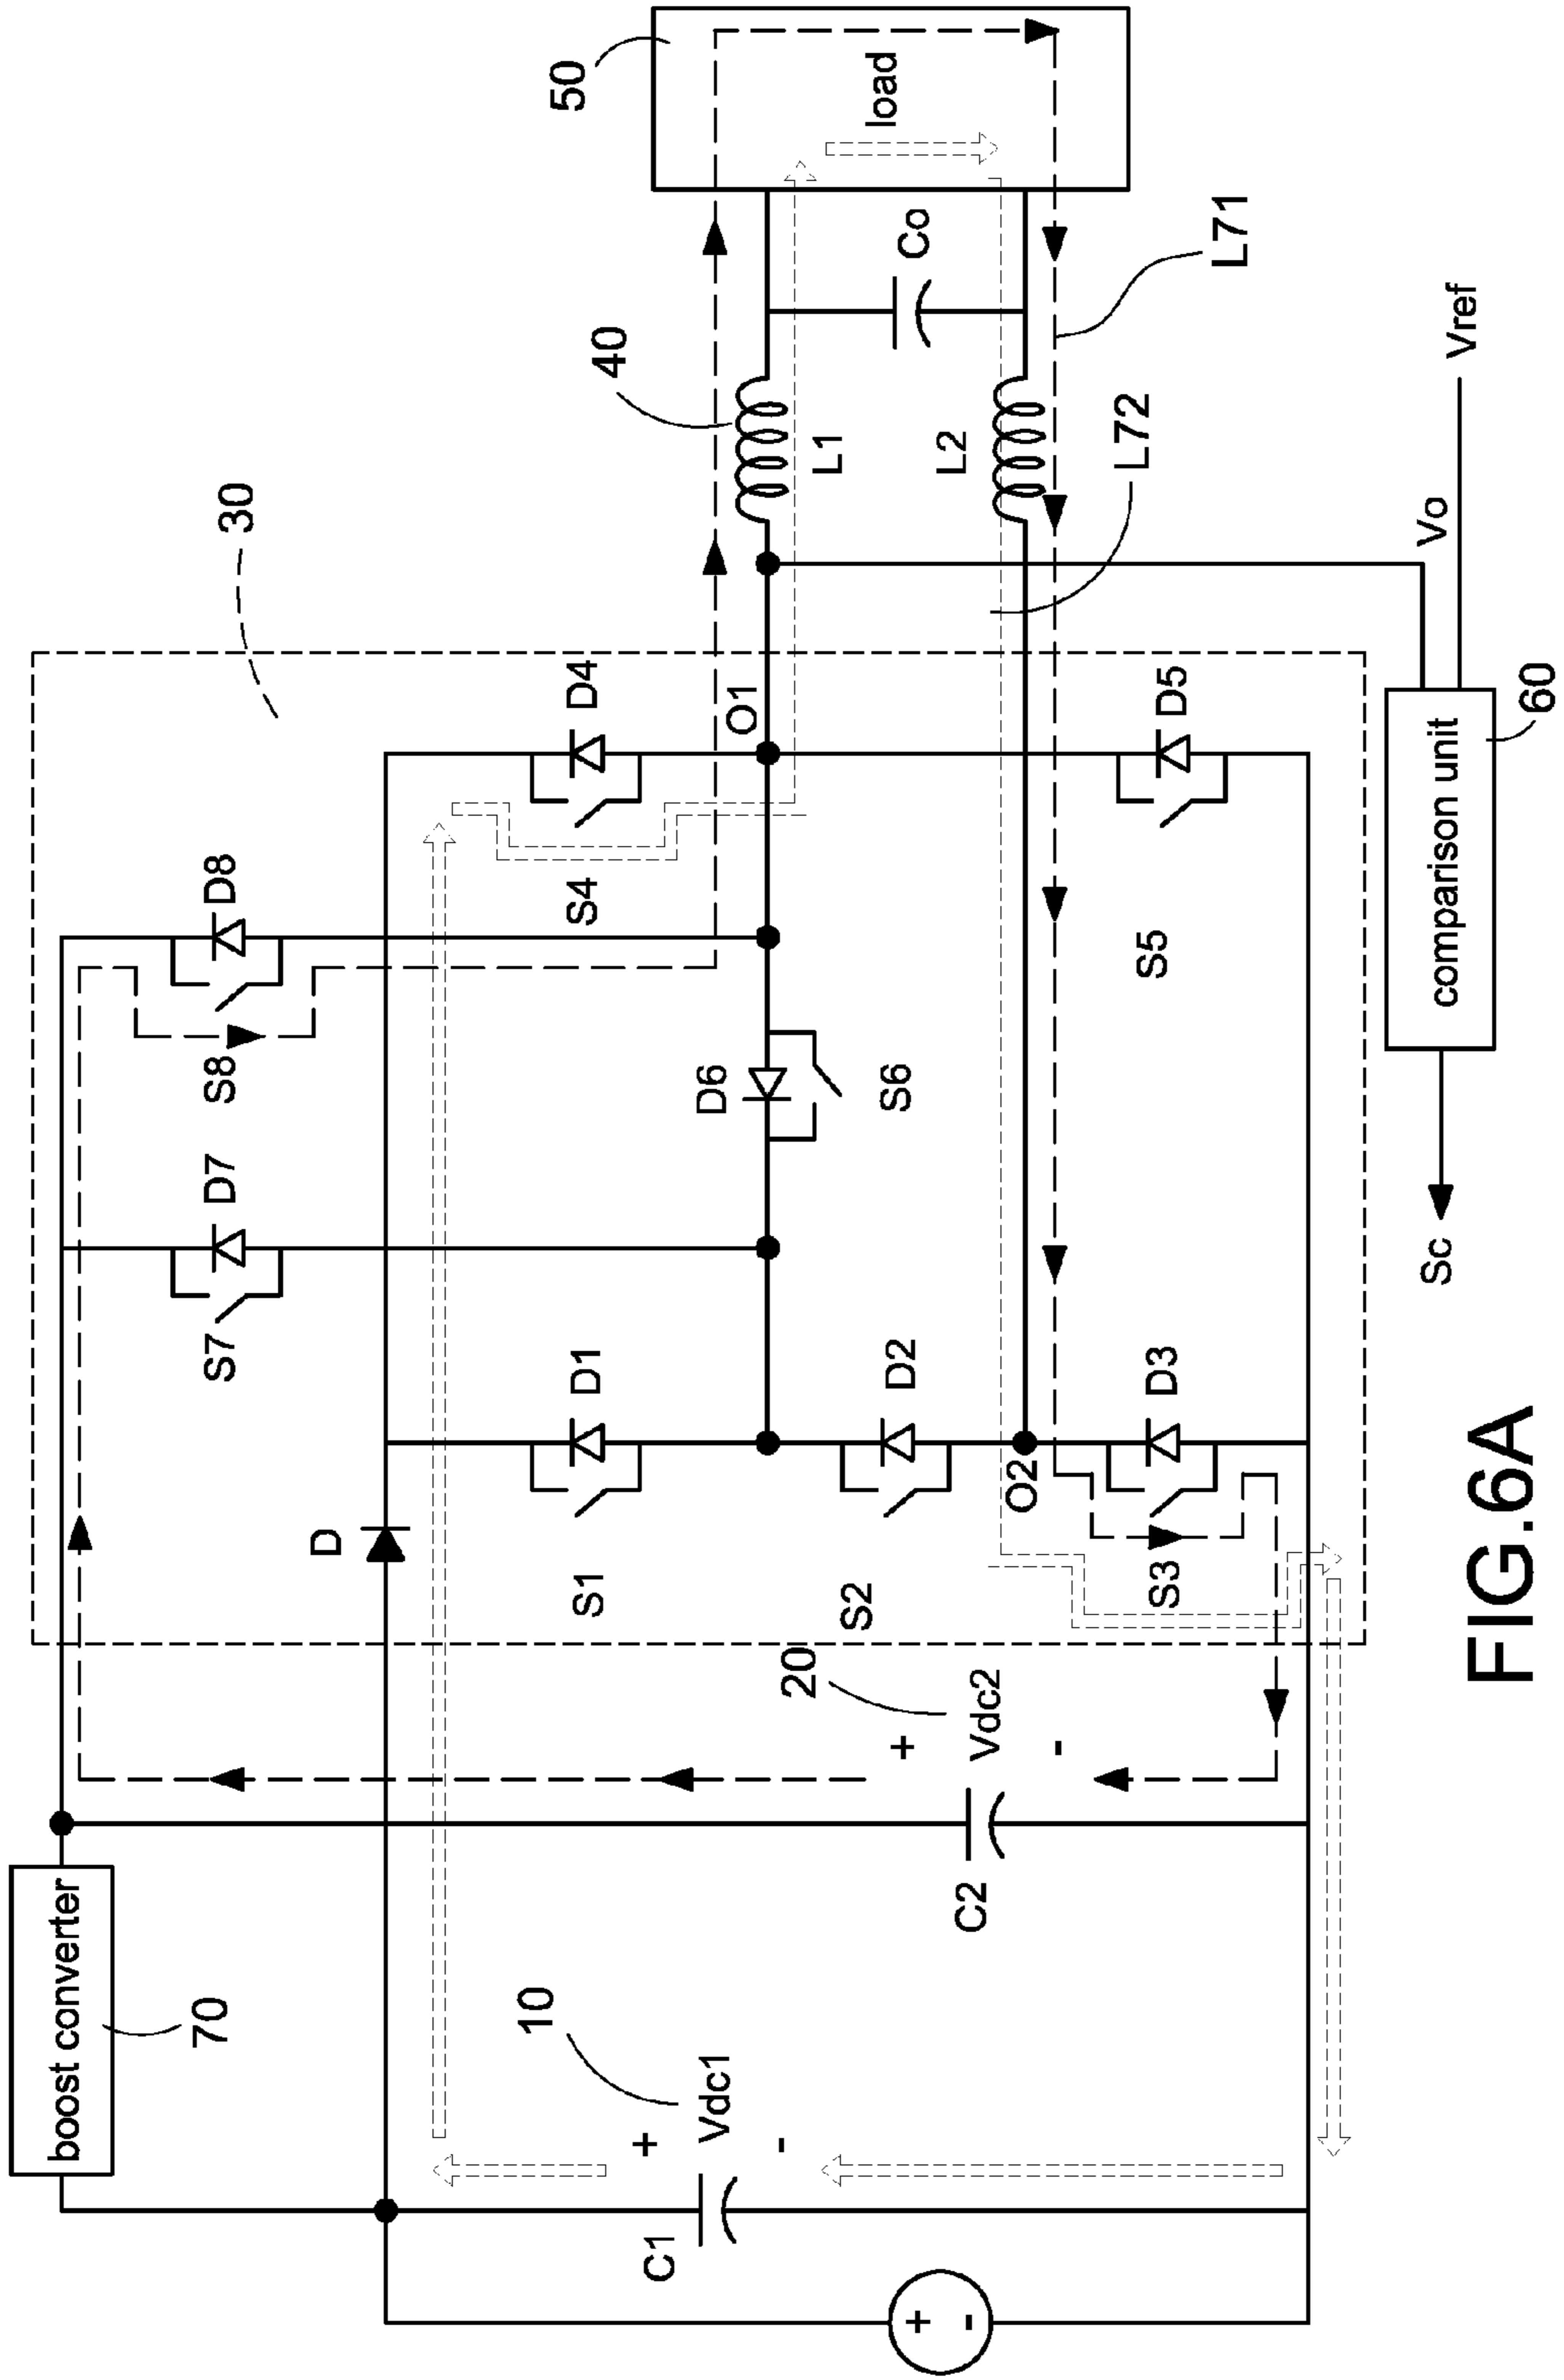 boost converter
70
C1
+
Vdc1
-
10
+
-
C2
+
Vdc2
-
20
30
D
S1
D1
S2
D2
O2
S3
D3
S7
D7
S8
D8
D6
S6
S4
D4
O1
S5
D5
40
L1
L2
L72
Co
L71
50
load
Vo
Vref
comparison unit
60
Sc
FIG.6A